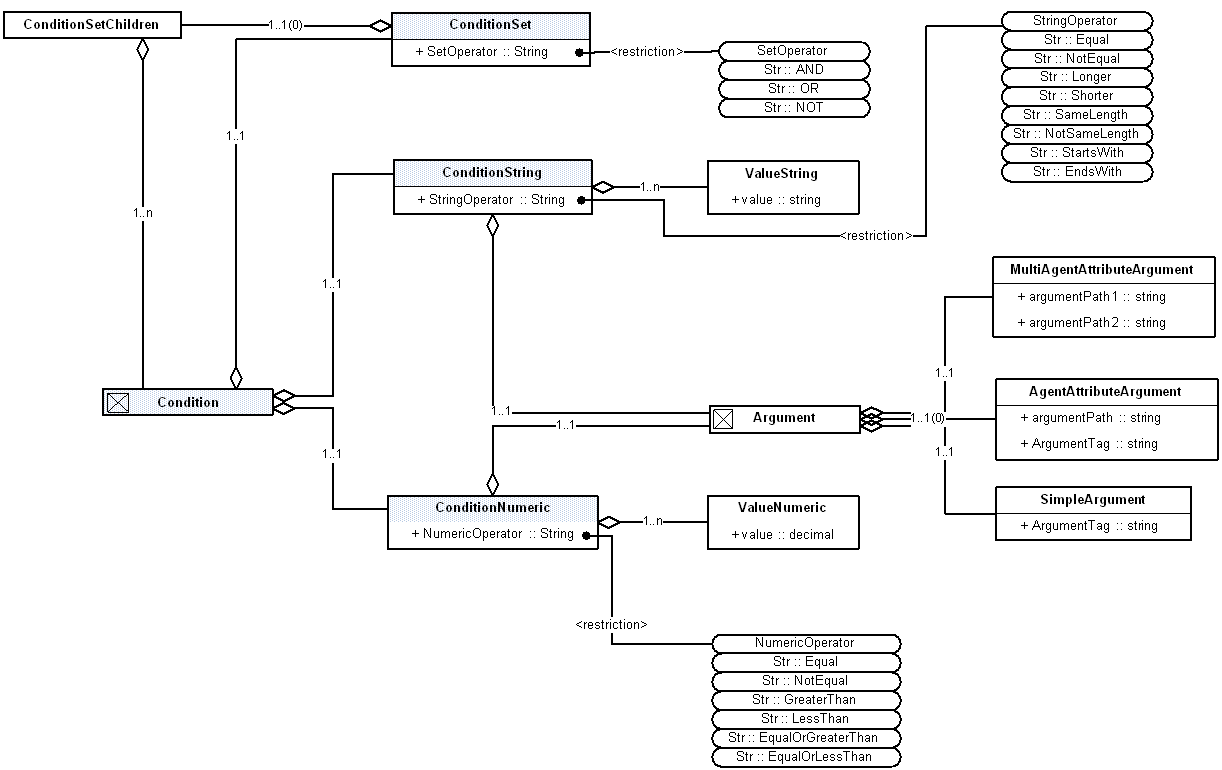 ConditionSetChildren
1..1(0)
ConditionSet
+ SetOperator :: String
<restriction>
SetOperator
Str :: AND
Str :: OR
Str :: NOT
StringOperator
Str :: Equal
Str :: NotEqual
Str :: Longer
Str :: Shorter
Str :: SameLength
Str :: NotSameLength
Str :: StartsWith
Str :: EndsWith
1..1
1..n
ConditionString
+ StringOperator :: String
1..n
ValueString
+ value :: string
<restriction>
1..1
MultiAgentAttributeArgument
+ argumentPath1 :: string
+ argumentPath2 :: string
1..1
Condition
1..1
1..1
Argument
1..1(0)
AgentAttributeArgument
+ argumentPath :: string
+ ArgumentTag :: string
1..1
1..1
SimpleArgument
+ ArgumentTag :: string
ConditionNumeric
+ NumericOperator :: String
1..n
ValueNumeric
+ value :: decimal
<restriction>
NumericOperator
Str :: Equal
Str :: NotEqual
Str :: GreaterThan
Str :: LessThan
Str :: EqualOrGreaterThan
Str :: EqualOrLessThan